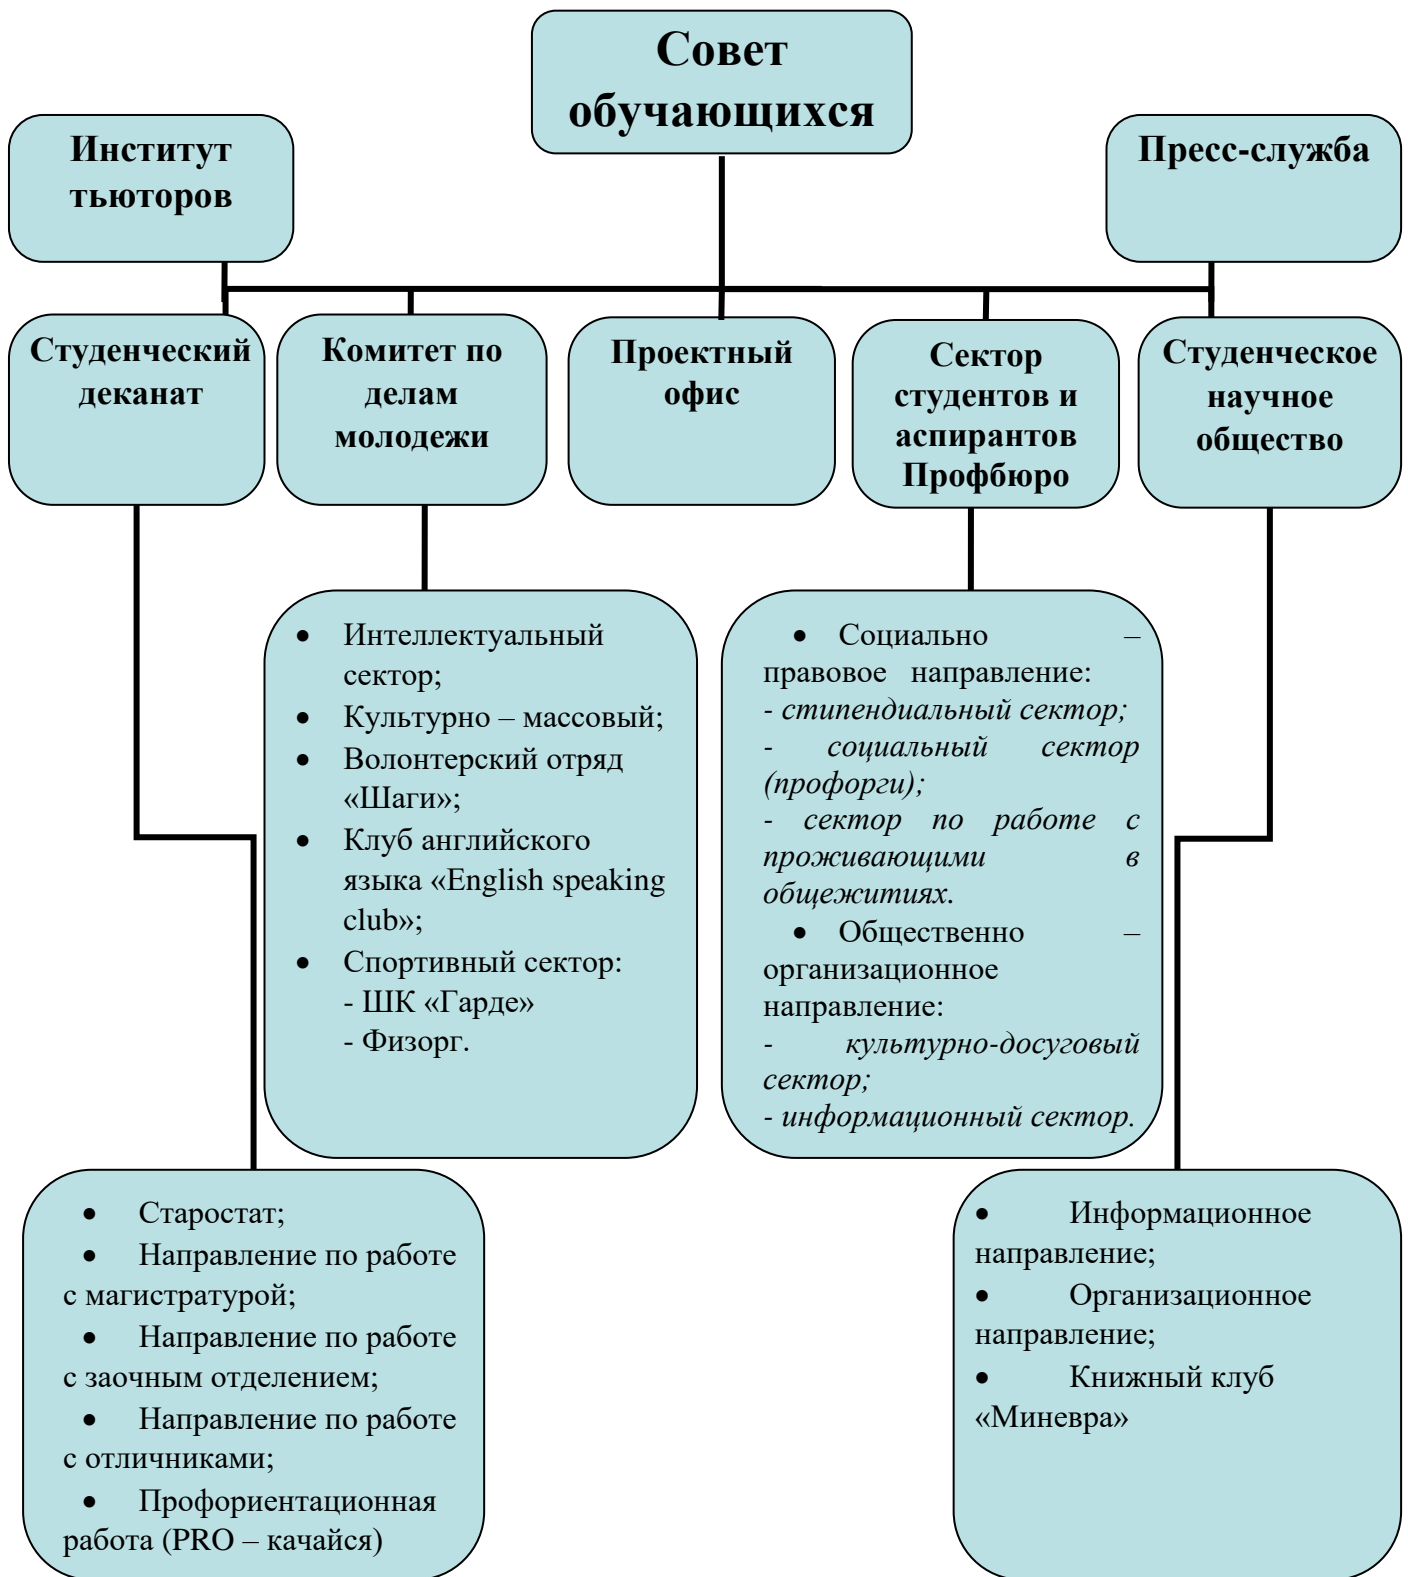 Совет
обучающихся
Институт
тьюторов
Пресс-служба
Студенческий
деканат
Комитет по
делам
молодежи
Проектный
офис
Сектор
студентов и
аспирантов
Профбюро
Студенческое
научное
общество
• Интеллектуальный
сектор;
• Культурно – массовый;
• Волонтерский отряд
«Шаги»;
• Клуб английского
языка «English speaking
club»;
• Спортивный сектор:
- ШК «Гарде»
- Физорг.
• Социально –
правовое направление:
- стипендиальный сектор;
- социальный сектор
(профорги);
- сектор по работе с
проживающими в
общежитиях.
• Общественно –
организационное
направление:
- культурно-досуговый
сектор;
- информационный сектор.
• Старостат;
• Направление по работе
с магистратурой;
• Направление по работе
с заочным отделением;
• Направление по работе
с отличниками;
• Профориентационная
работа (PRO – качайся)
• Информационное
направление;
• Организационное
направление;
• Книжный клуб
«Миневра»